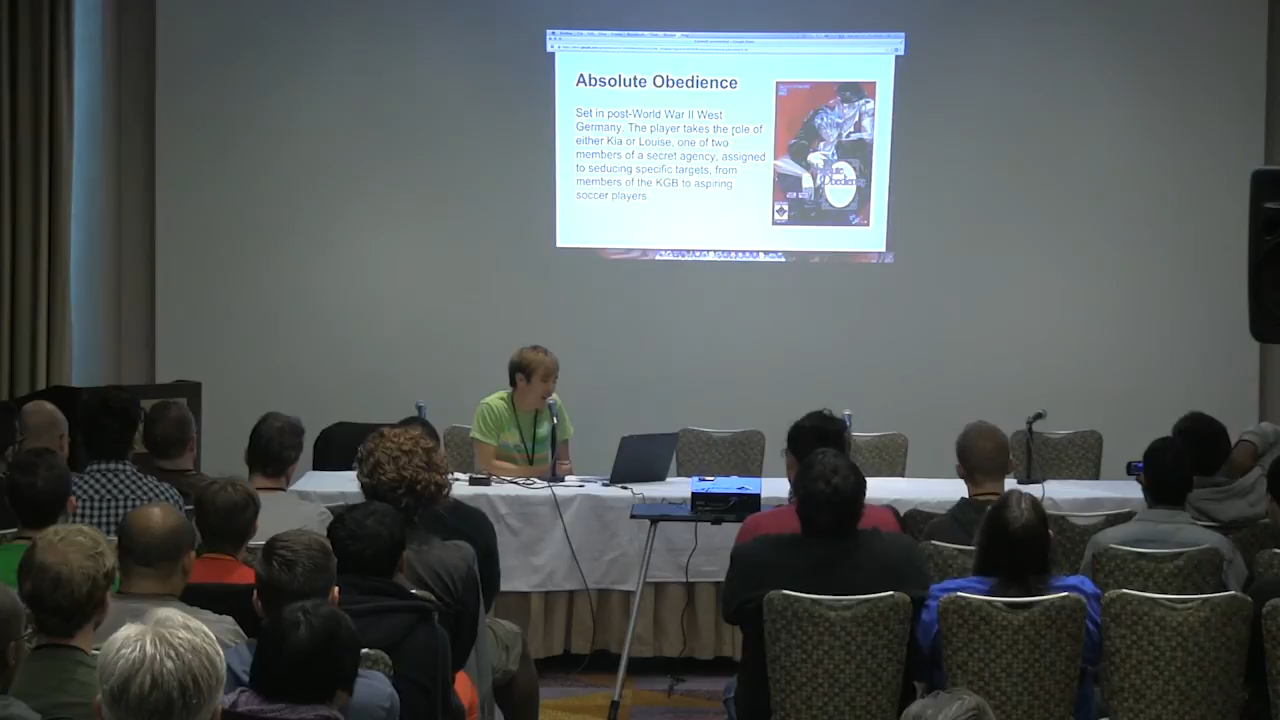 Absolute Obedience
Set in post-World War II West
Germany. The player takes the role of
either Kia or Louise, one of two
members of a secret agency, assigned
to seducing specific targets, from
members of the KGB to aspiring
soccer players
Obedience